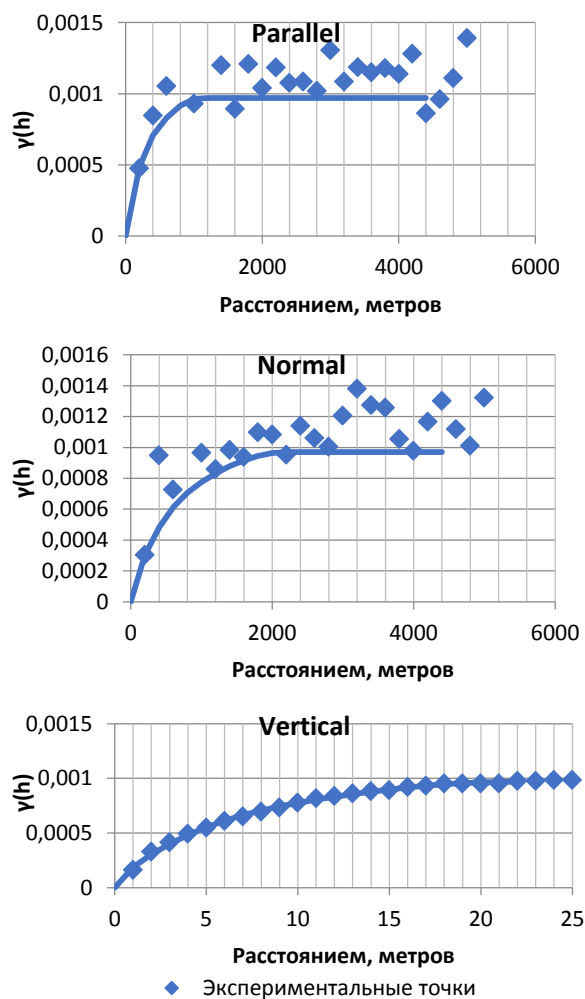 Parallel
0,0015
0,001
0,0005
0
γ(h)
0 2000 4000 6000
Расстоянием, метров
Normal
0,0016
0,0014
0,0012
0,001
0,0008
0,0006
0,0004
0,0002
0
γ(h)
0 2000 4000 6000
Расстоянием, метров
Vertical
0,0015
0,001
0,0005
0
γ(h)
0 5 10 15 20 25
Расстоянием, метров
Экспериментальные точки